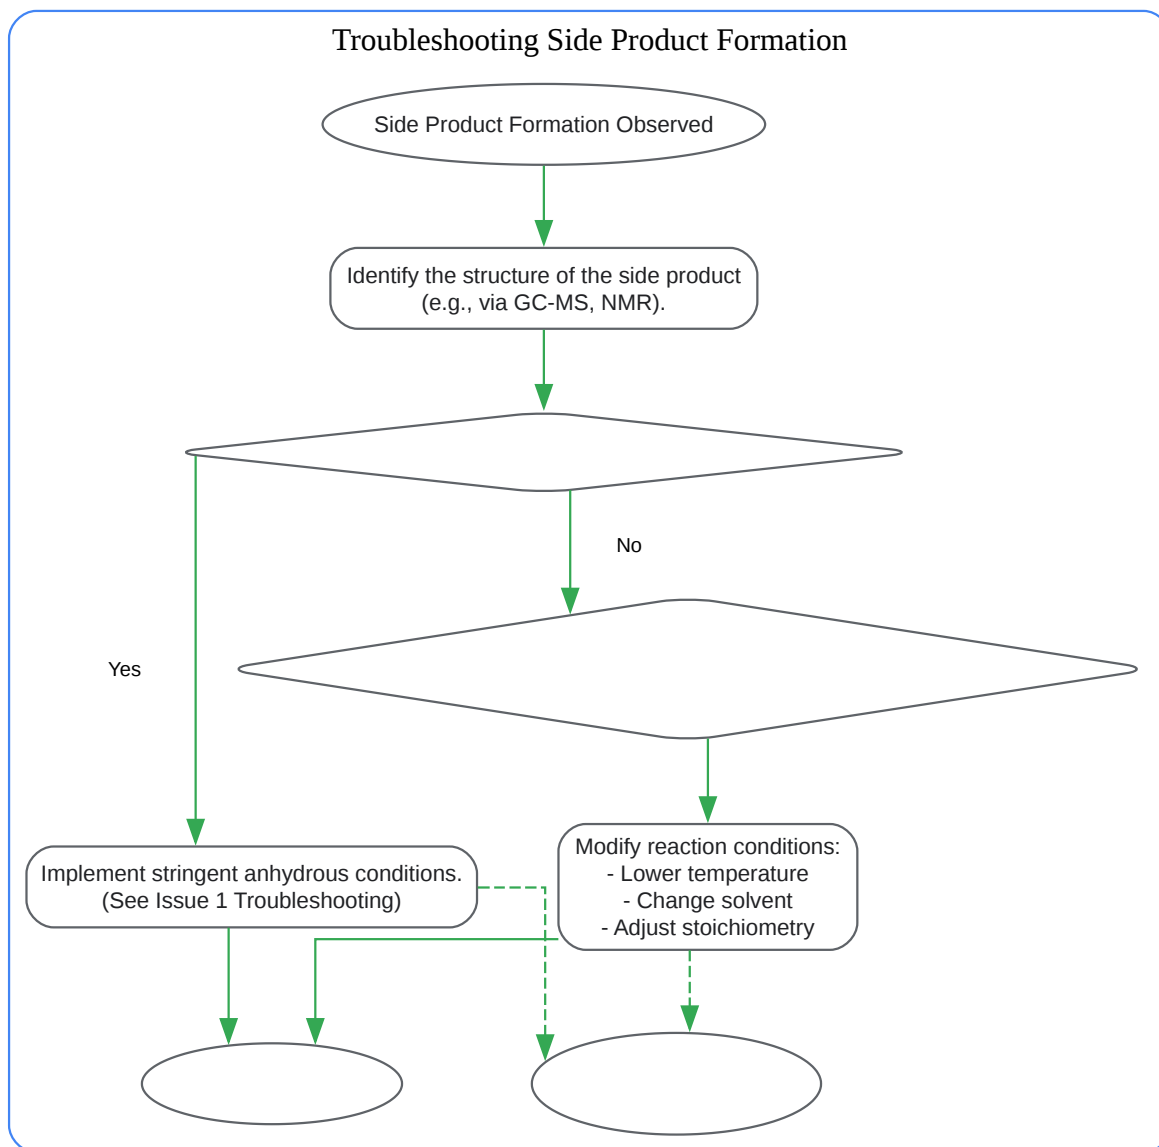 Troubleshooting Side Product Formation
Side Product Formation Observed
Identify the structure of the side product
(e.g., via GC-MS, NMR).
No
Yes
Modify reaction conditions:
- Lower temperature
- Change solvent
- Adjust stoichiometry
Implement stringent anhydrous conditions.
(See Issue 1 Troubleshooting)